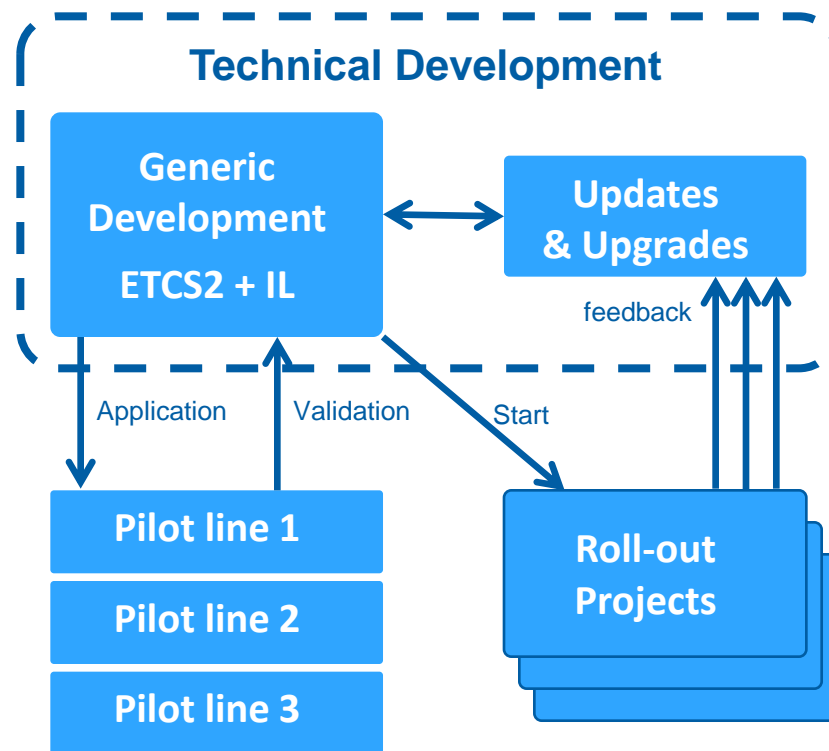 Technical Development
Generic
Development
ETCS2 + IL
Updates
& Upgrades
feedback
Application
Validation
Start
Pilot line 1
Pilot line 2
Pilot line 3
Roll-out
Projects